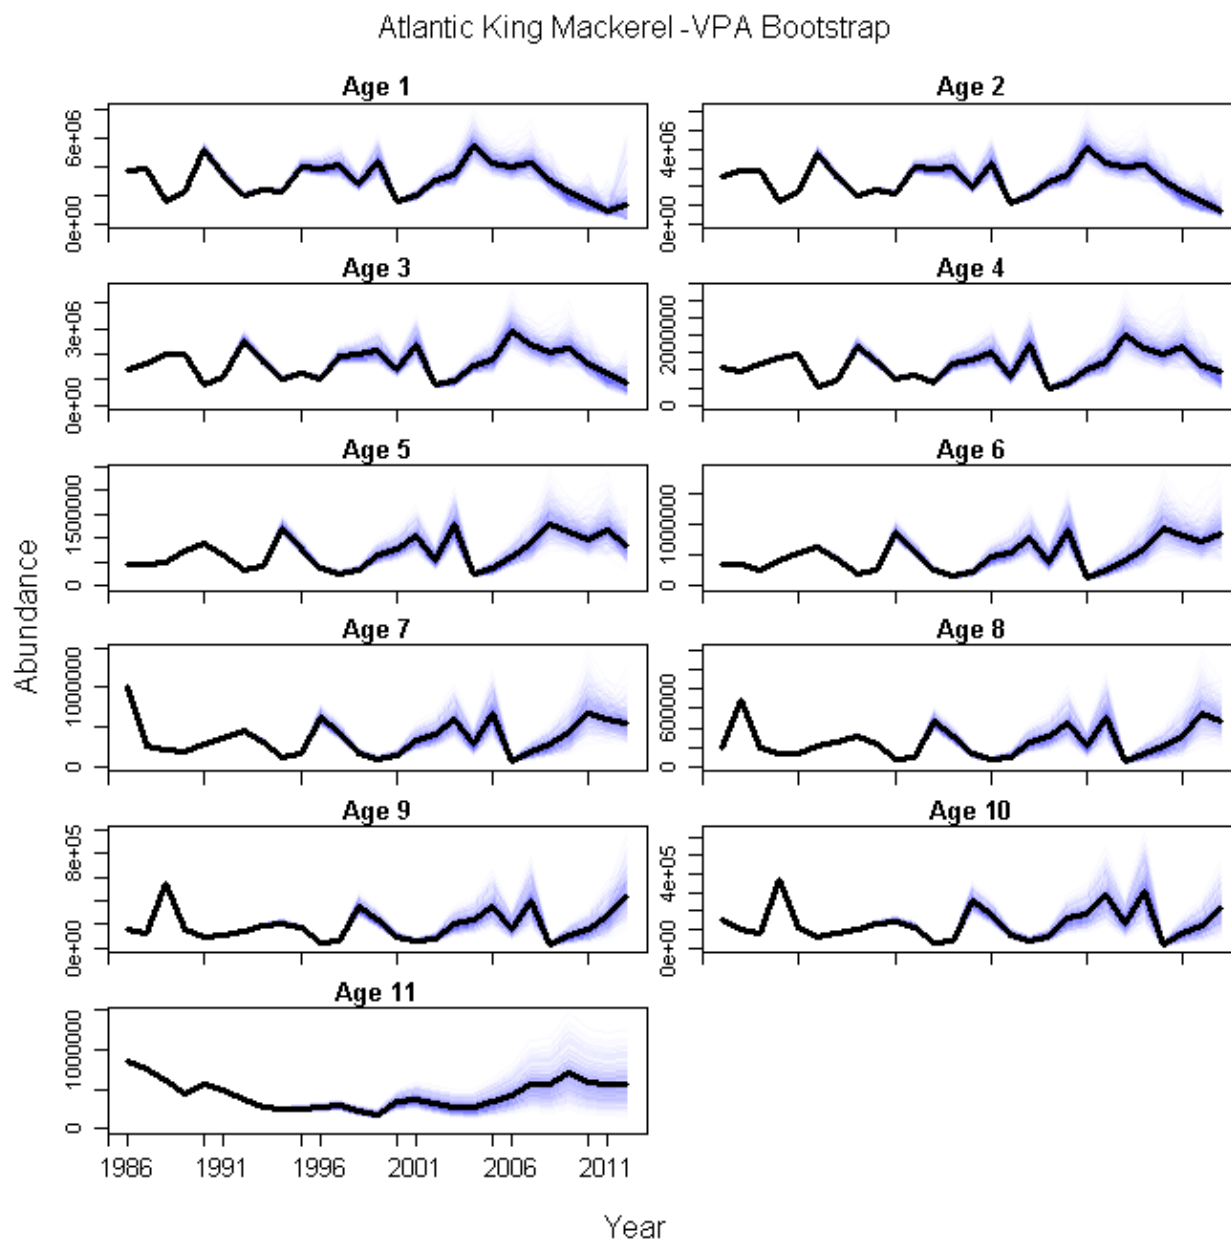 Atlantic King Mackerel -VPA Bootstrap
Age 1
Age 2
0e+00 6e+06
0e+00 4e+06
Age 3
Age 4
0e+00 3e+06
0 2000000
Age 5
Age 6
0 1500000
0 1000000
Age 7
Age 8
0 1000000
0 600000
Age 9
Age 10
0e+00 8e+05
0e+00 4e+05
Age 11
0 1000000
1986 1991 1996 2001 2006 2011
Abundance
Year